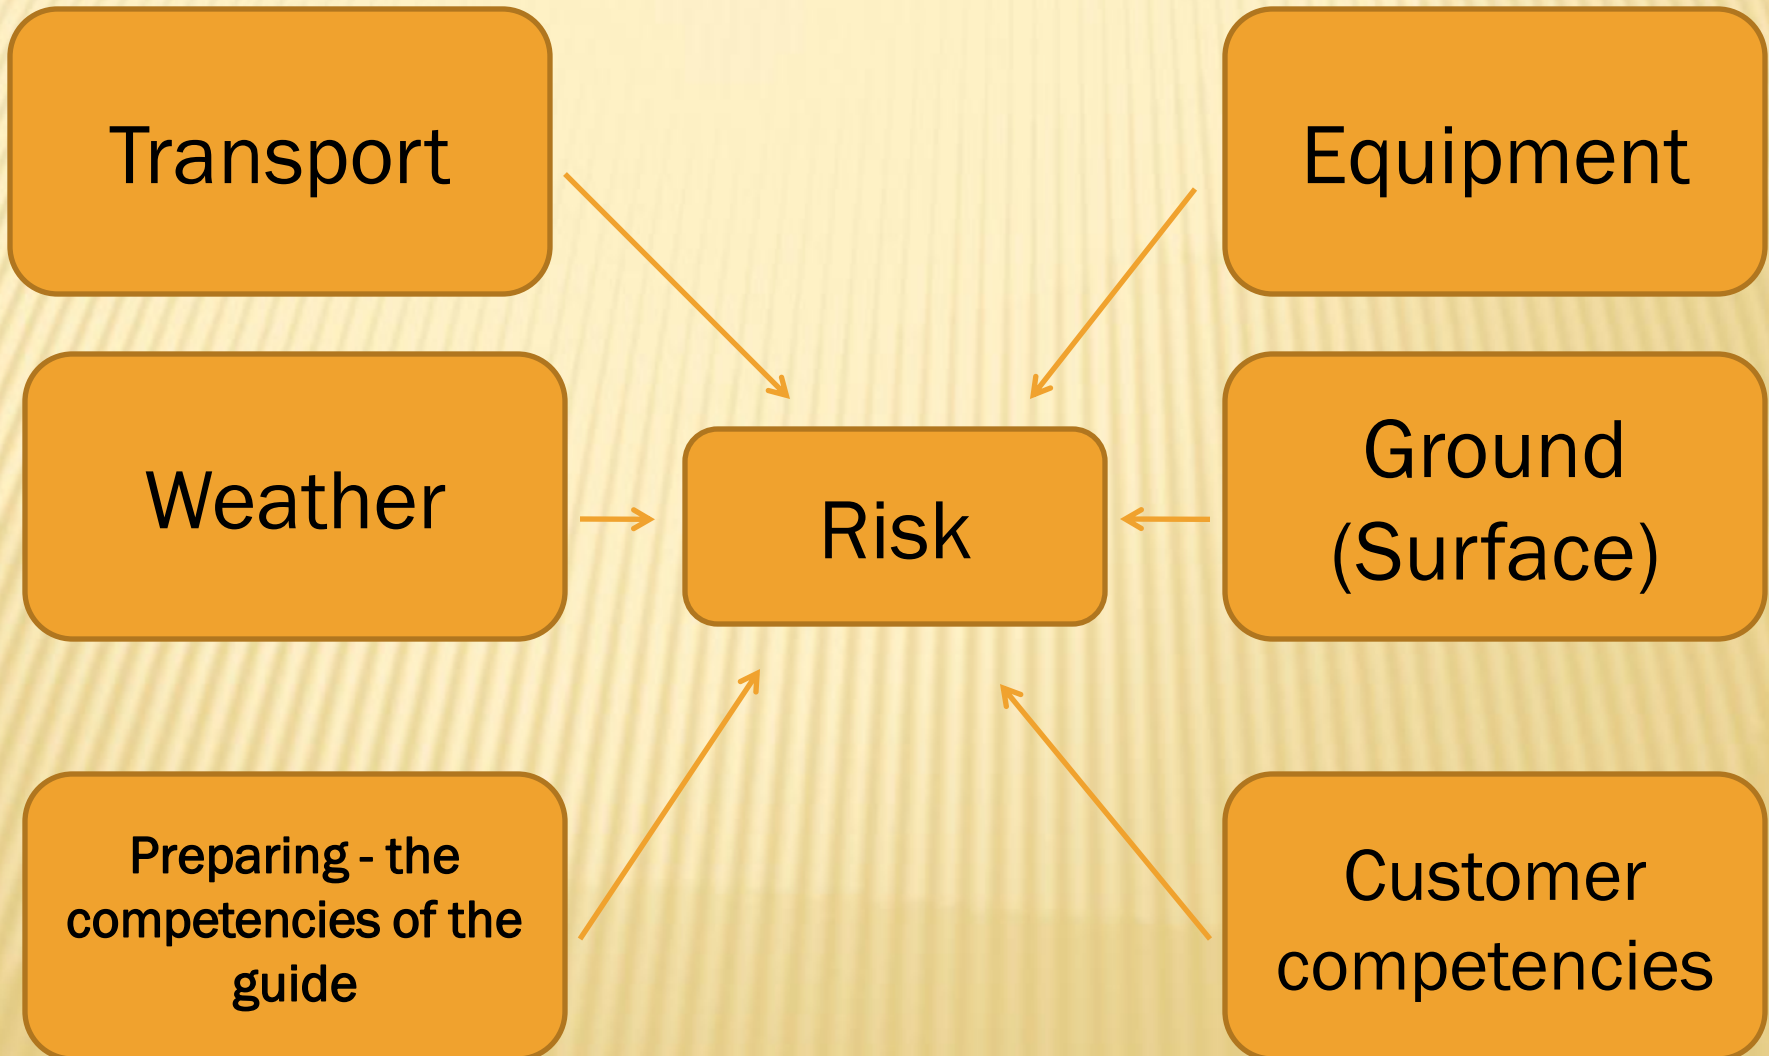 Transport
Equipment
Weather
Risk
Ground
(Surface)
Preparing - the
competencies of the
guide
Customer
competencies